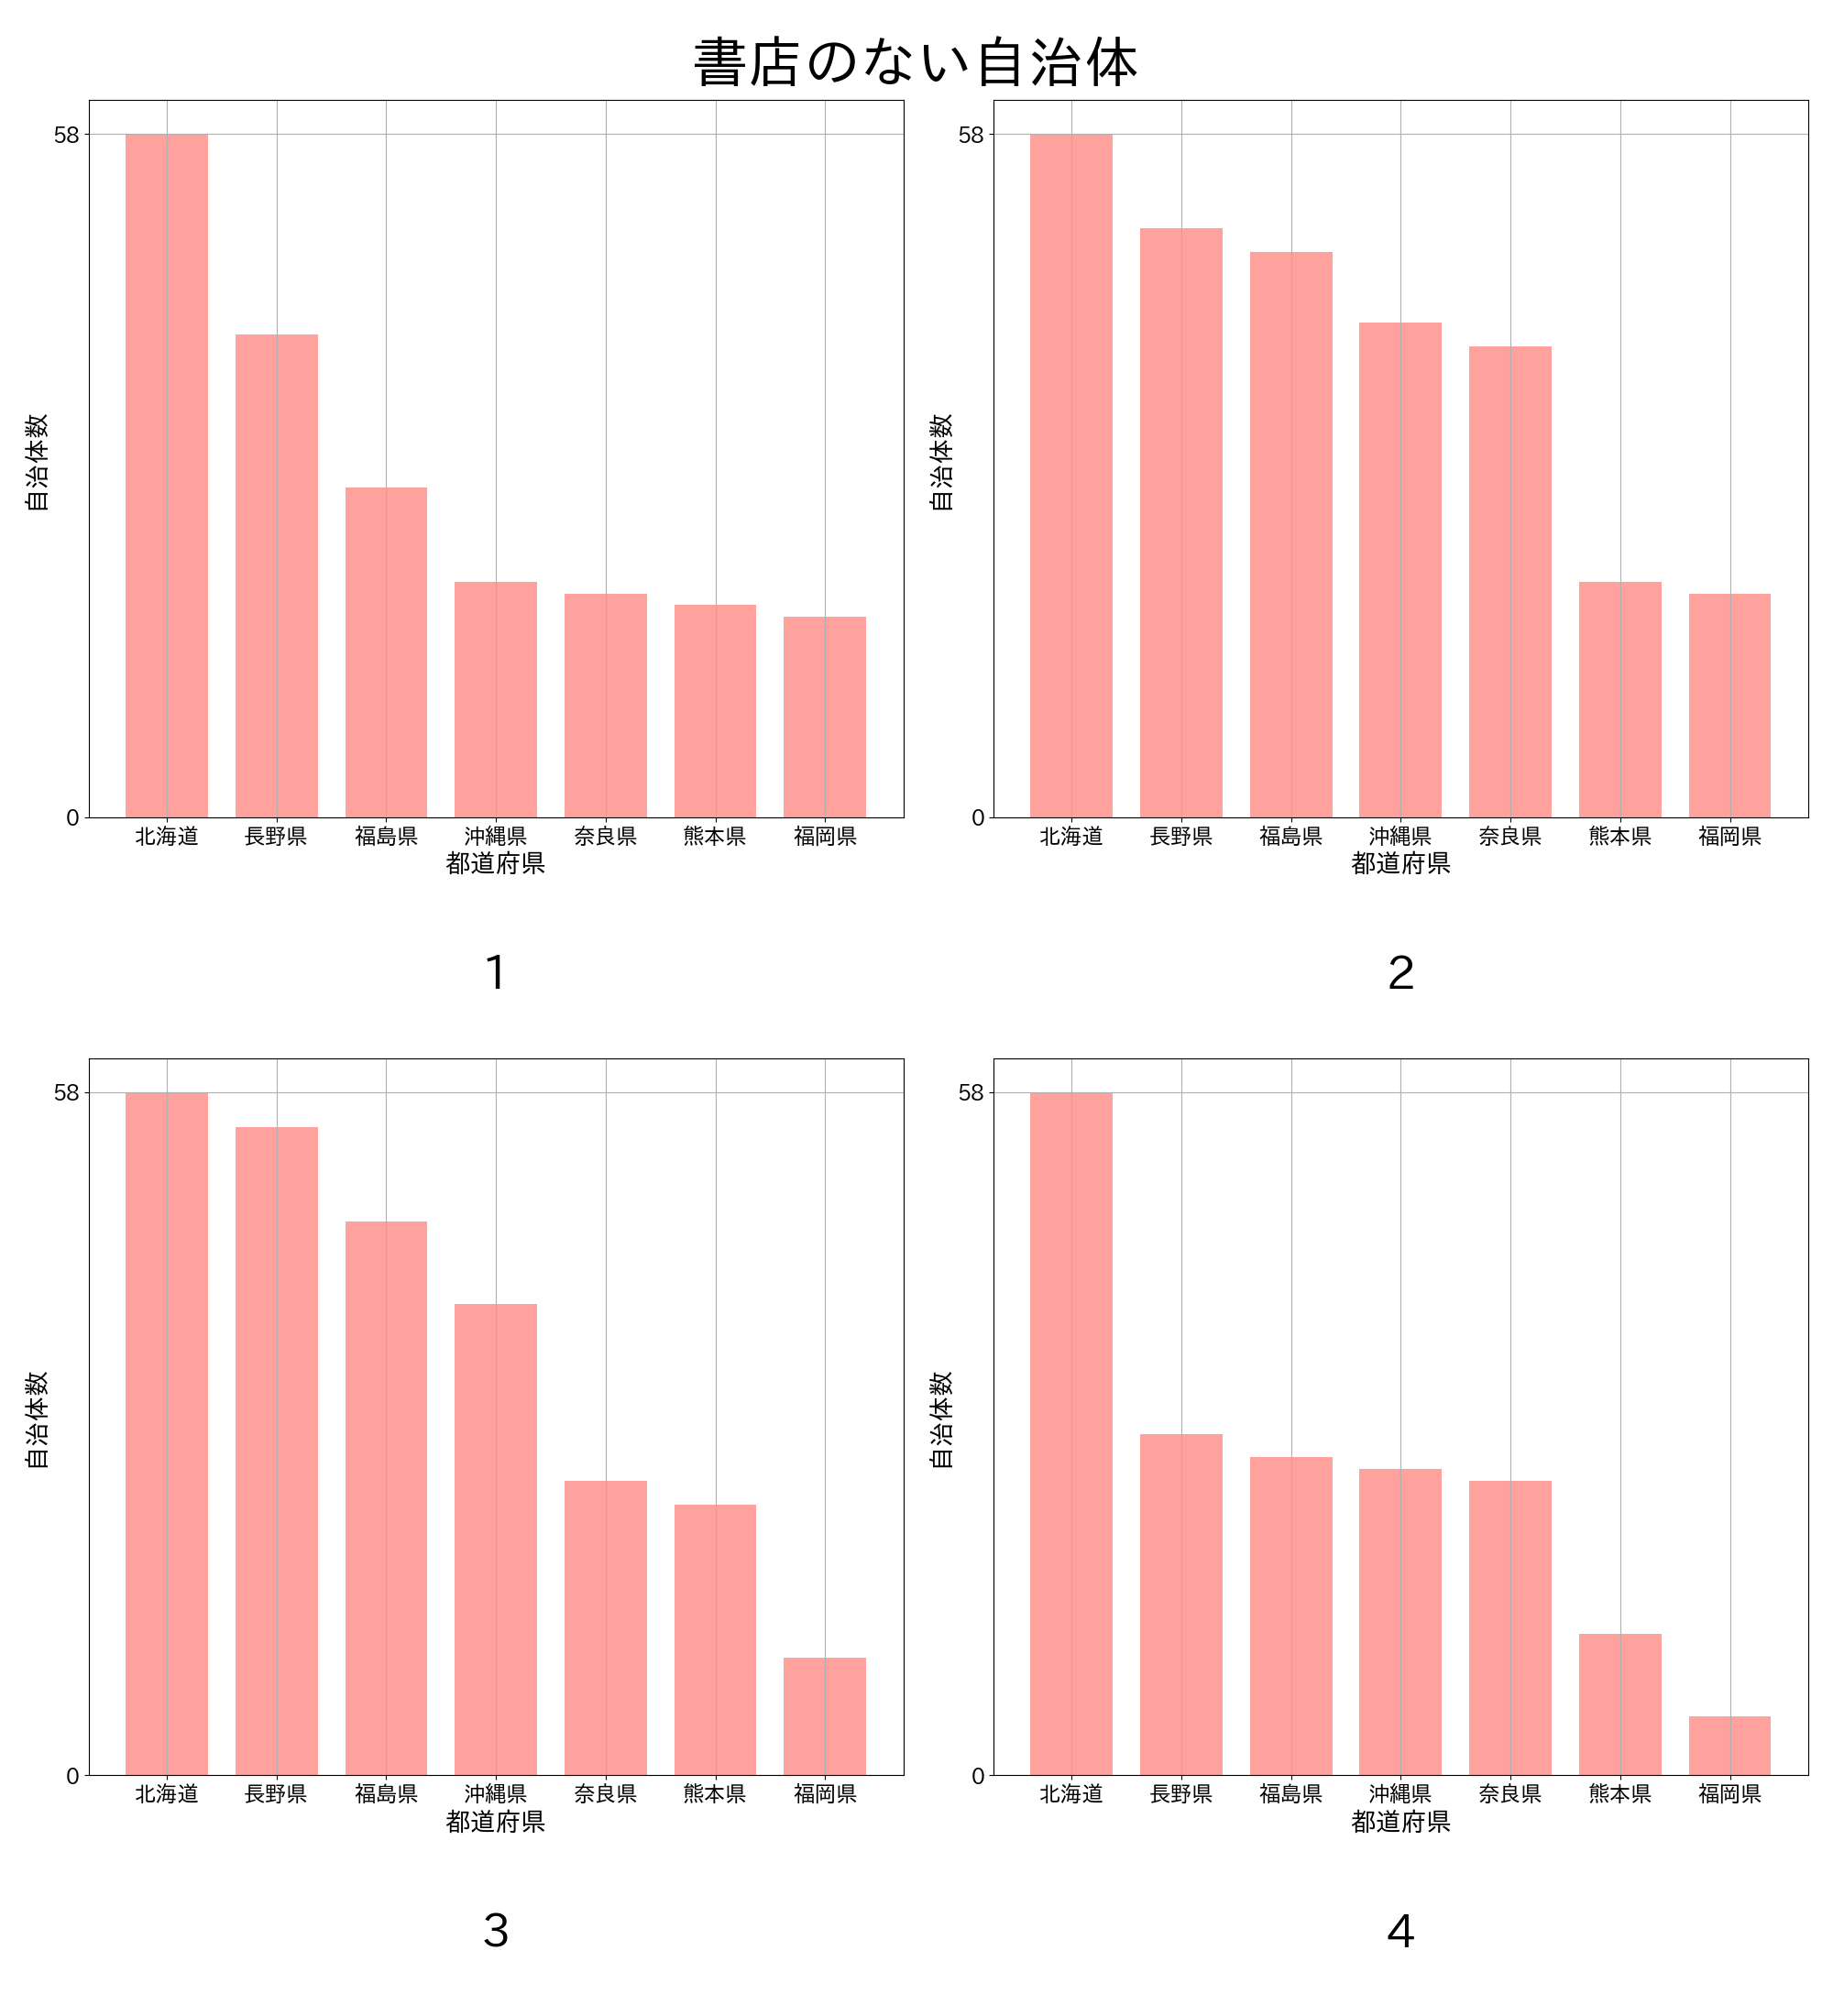 書店のない自治体
58
0
自治体数
北海道 長野県 福島県 沖縄県 奈良県 熊本県 福岡県
都道府県
1
58
0
自治体数
北海道 長野県 福島県 沖縄県 奈良県 熊本県 福岡県
都道府県
2
58
0
自治体数
北海道 長野県 福島県 沖縄県 奈良県 熊本県 福岡県
都道府県
3
58
0
自治体数
北海道 長野県 福島県 沖縄県 奈良県 熊本県 福岡県
都道府県
4